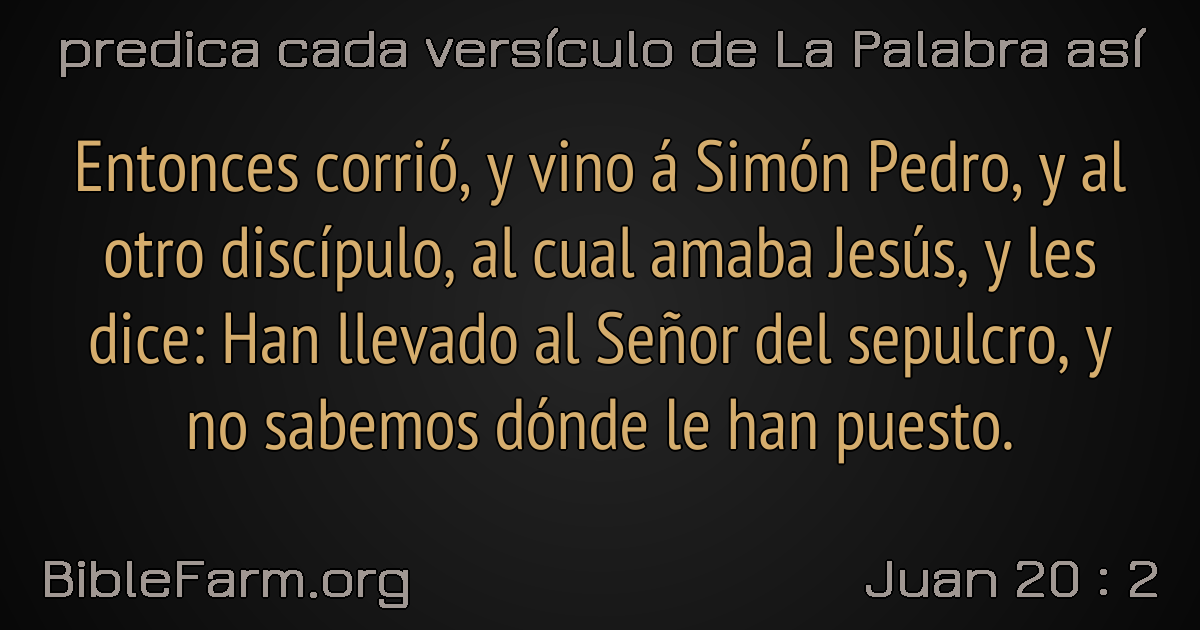 predica cada versículo de La Palabra así
Entonces corrió, y vino á Simón Pedro, y al
otro discípulo, al cual amaba Jesús, y les
dice: Han llevado al Señor del sepulcro, y
no sabemos dónde le han puesto.
BibleFarm.org
Juan 20 : 2